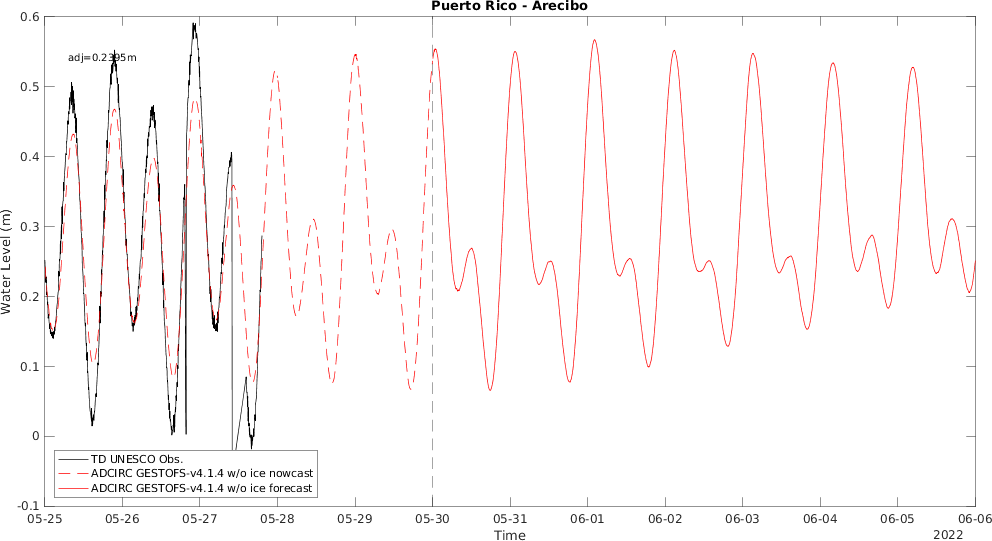 Puerto Rico - Arecibo
0.6
adj=0.2395m
0.5
0.4
0.3
Water Level (m)
0.2
0.1
0
TD UNESCO Obs.
ADCIRC GESTOFS-v4.1.4 w/o ice nowcast
ADCIRC GESTOFS-v4.1.4 w/o ice forecast
-0.1
05-25 05-26 05-27 05-28 05-29 05-30 05-31 06-01 06-02 06-03 06-04 06-05 06-06
Time
2022